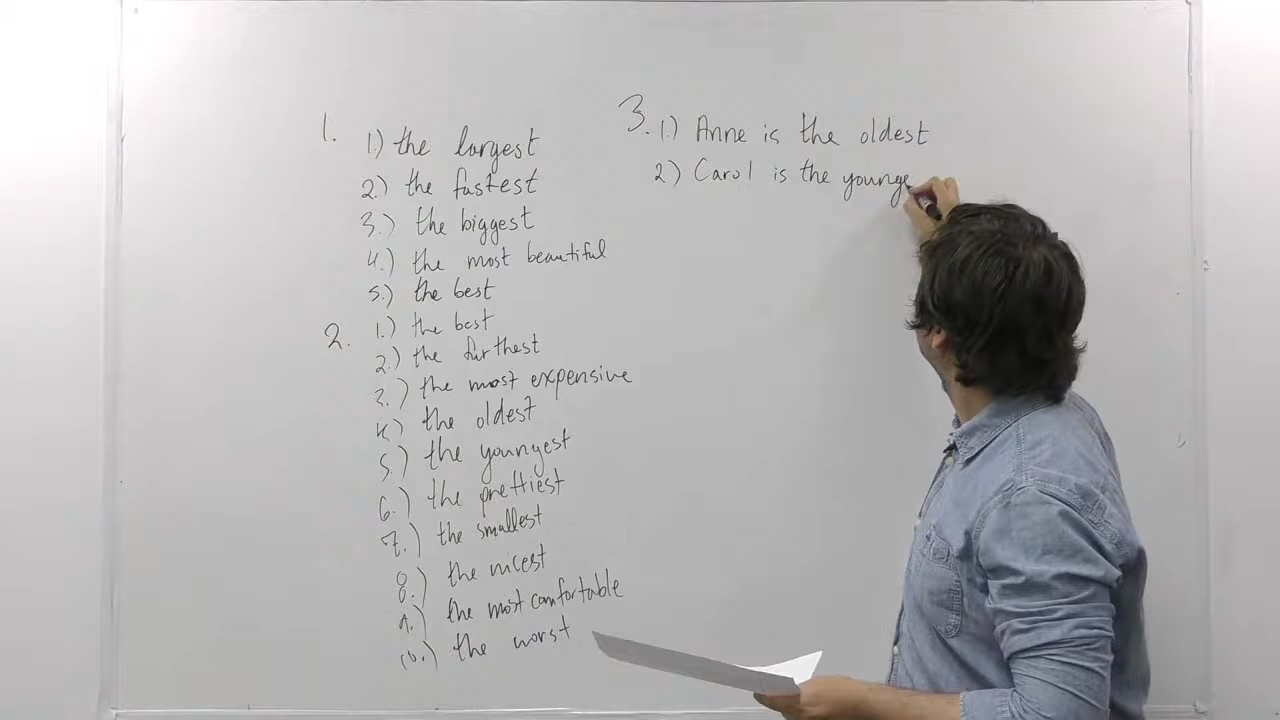 1.
1.) the largest
2.) the fastest
3.) the biggest
4.) the most beautiful
5.) the best
2.
1.) the best
2.) the furthest
3.) the most expensive
4.) the oldest
5.) the youngest
6.) the prettiest
7.) the smallest
8.) the nicest
9.) the most comfortable
10.) the worst
3.
1.) Anne is the oldest
2.) Carol is the younge